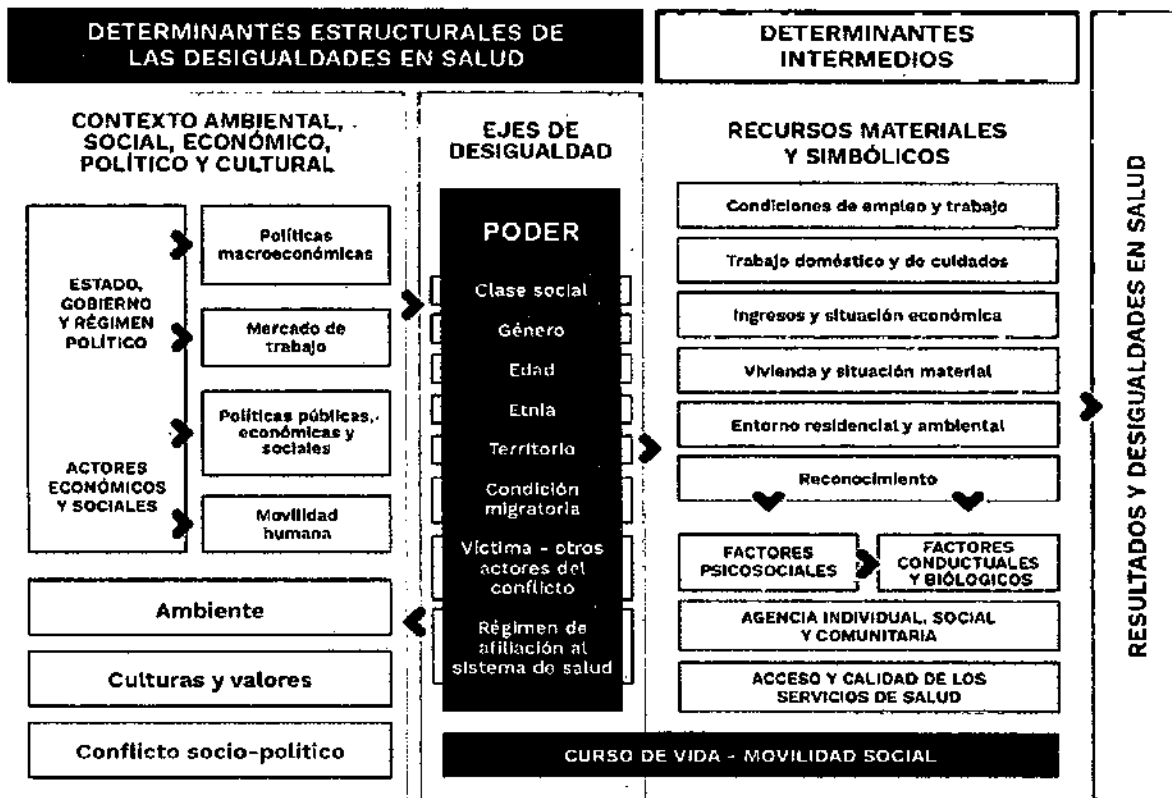 DETERMINANTES ESTRUCTURALES DE
LAS DESIGUALDADES EN SALUD
DETERMINANTES
INTERMEDIOS
CONTEXTO AMBIENTAL,
SOCIAL, ECONÓMICO,
POLÍTICO Y CULTURAL
ESTADO,
GOBIERNO
Y RÉGIMEN
POLÍTICO
ACTORES
ECONÓMICOS
Y SOCIALES
Políticas
macroeconómicas
Mercado de
trabajo
Políticas públicas,
económicas y
sociales
Movilidad
humana
Ambiente
Culturas y valores
Conflicto socio-político
EJES DE
DESIGUALDAD
PODER
Clase social
Género
Edad
Etnia
Territorio
Condición
migratoria
Víctima - otros
actores del
conflicto
Régimen de
afiliación al
sistema de salud
RECURSOS MATERIALES
Y SIMBÓLICOS
Condiciones de empleo y trabajo
Trabajo doméstico y de cuidados
Ingresos y situación económica
Vivienda y situación material
Entorno residencial y ambiental
Reconocimiento
FACTORES
PSICOSOCIALES
FACTORES
CONDUCTUALES
Y BIÓLOGICOS
AGENCIA INDIVIDUAL, SOCIAL
Y COMUNITARIA
ACCESO Y CALIDAD DE LOS
SERVICIOS DE SALUD
CURSO DE VIDA - MOVILIDAD SOCIAL
RESULTADOS Y DESIGUALDADES EN SALUD